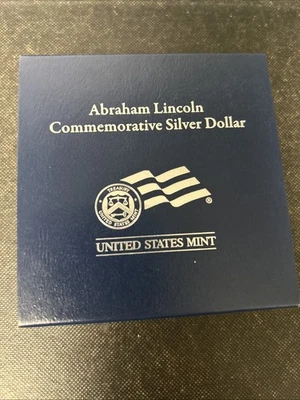 Abraham Lincoln
Commemorative Silver Dollar
®
UNITED STATES MINT